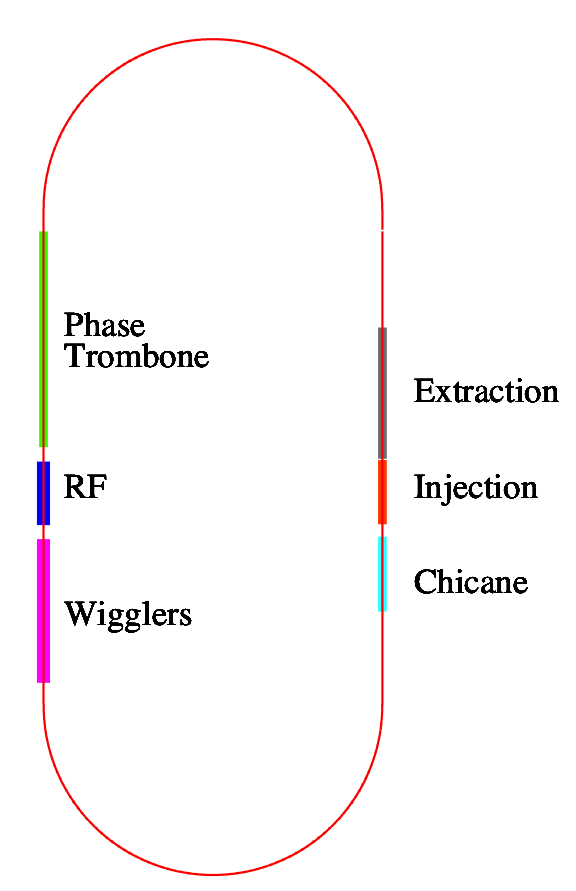 Phase
Trombone
Extraction
RF
Injection
Chicane
Wigglers